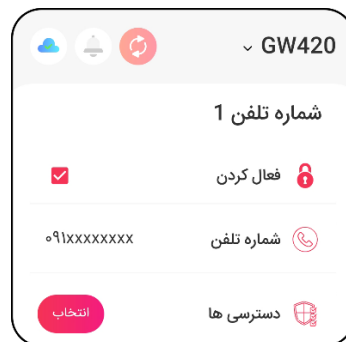 GW420
شماره تلفن 1
فعال کردن
شماره تلفن ۰۹۱xxxxxxxx
دسترسی ها انتخاب